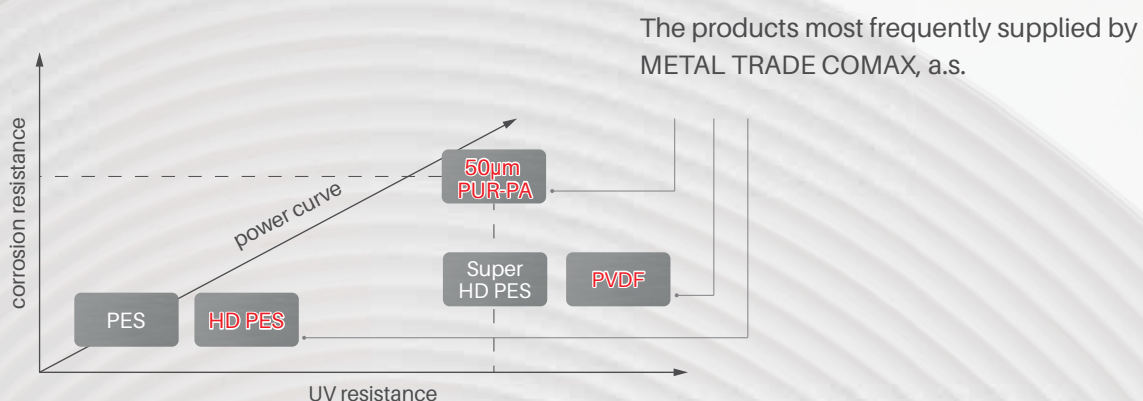 The products most frequently supplied by
METAL TRADE COMAX, a.s.
corrosion resistance
power curve
50µm
PUR-PA
Super
HD PES
PVDF
PES
HD PES
UV resistance